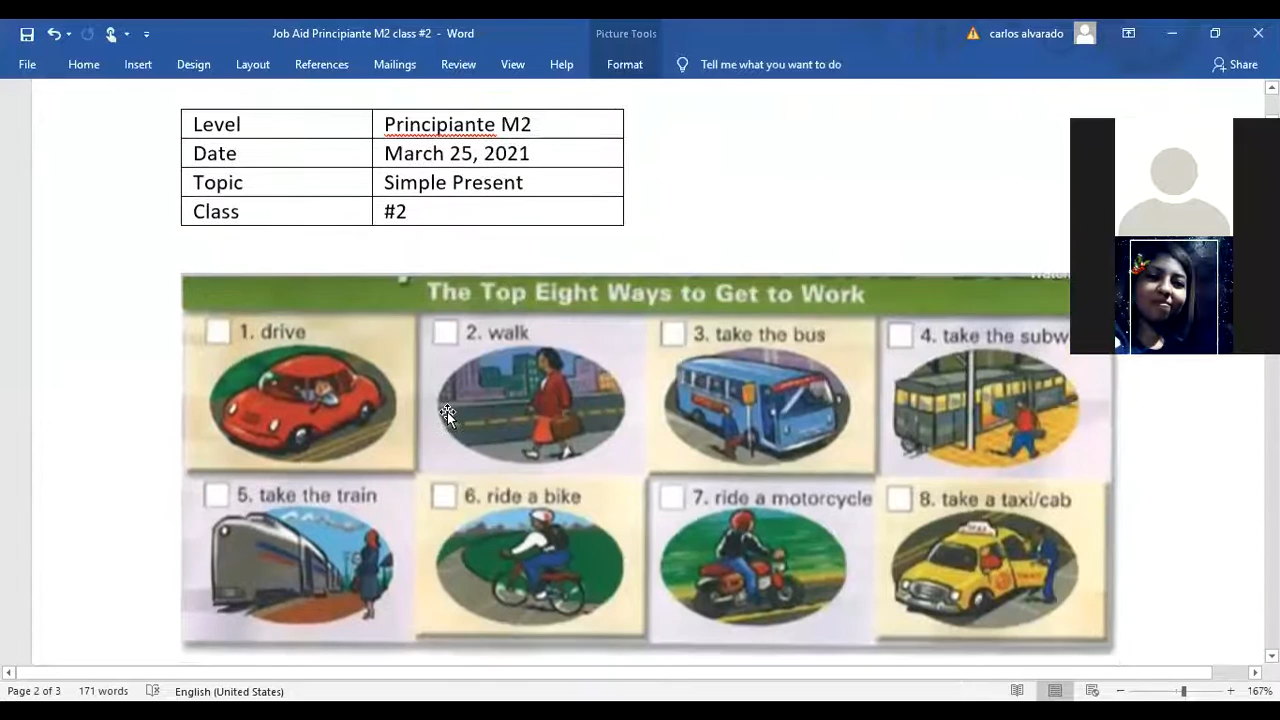 Job Aid Principiante M2 class #2 - Word
Picture Tools
carlos alvarado
File Home Insert Design Layout References Mailings Review View Help Format Tell me what you want to do Share
Level Principiante M2
Date March 25, 2021
Topic Simple Present
Class #2
The Top Eight Ways to Get to Work
1. drive 2. walk 3. take the bus 4. take the subw
5. take the train 6. ride a bike 7. ride a motorcycle 8. take a taxi/cab
Page 2 of 3 171 words English (United States) 167%